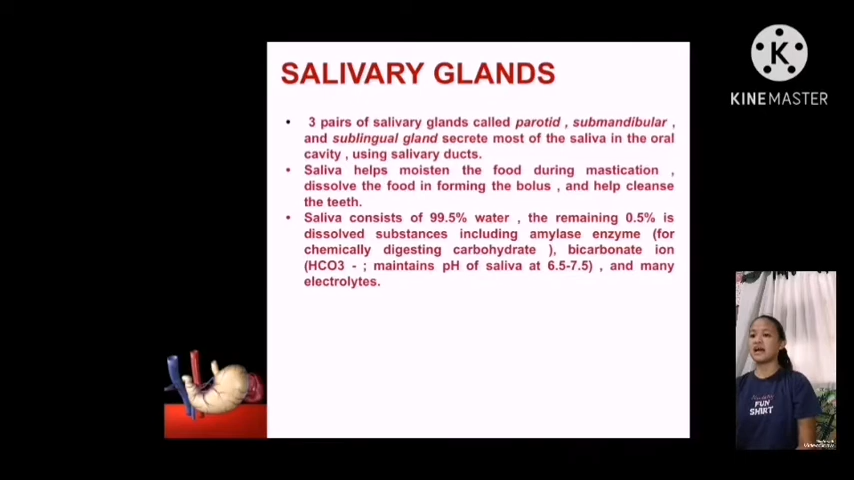 SALIVARY GLANDS
• 3 pairs of salivary glands called parotid , submandibular ,
and sublingual gland secrete most of the saliva in the oral
cavity , using salivary ducts.
• Saliva helps moisten the food during mastication ,
dissolve the food in forming the bolus , and help cleanse
the teeth.
• Saliva consists of 99.5% water , the remaining 0.5% is
dissolved substances including amylase enzyme (for
chemically digesting carbohydrate ), bicarbonate ion
(HCO3 - ; maintains pH of saliva at 6.5-7.5) , and many
electrolytes.
K
KINEMASTER
FUN
SHIRT